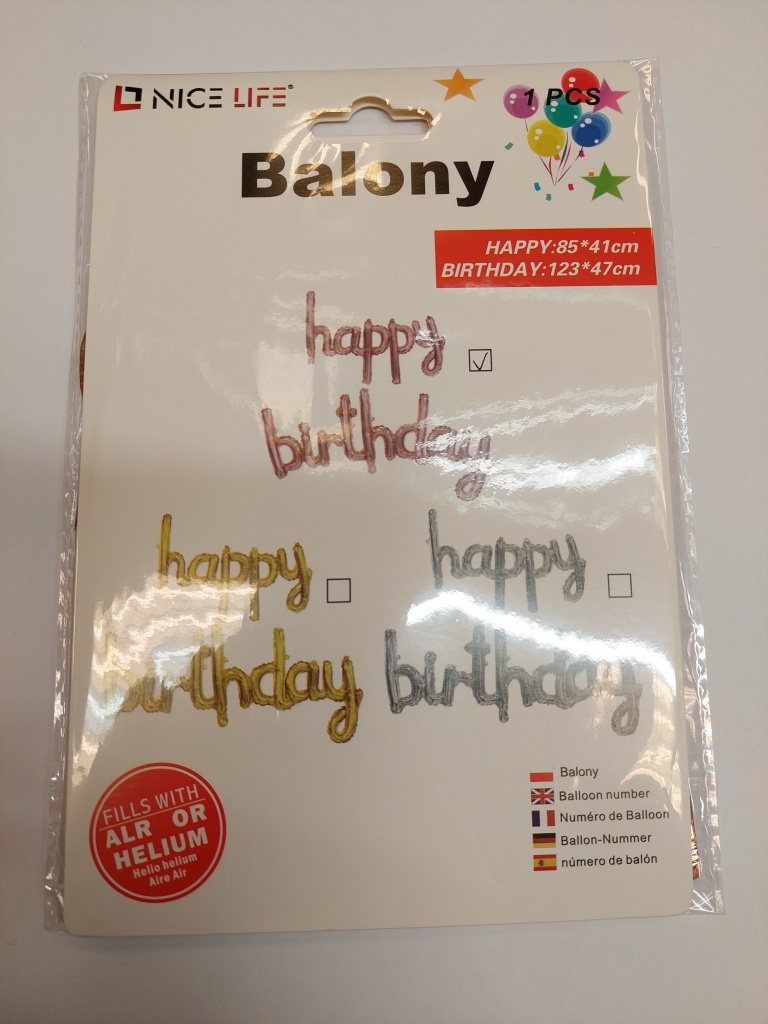 NICE LIFE®
1 PCS
Balony
HAPPY:85*41cm
BIRTHDAY:123*47cm
happy
birthday
happy
birthday
happy
birthday
FILLS WITH
ALR OR
HELIUM
Helio helium
Aire Air
Balony
Balloon number
Numéro de Balloon
Ballon-Nummer
número de balón